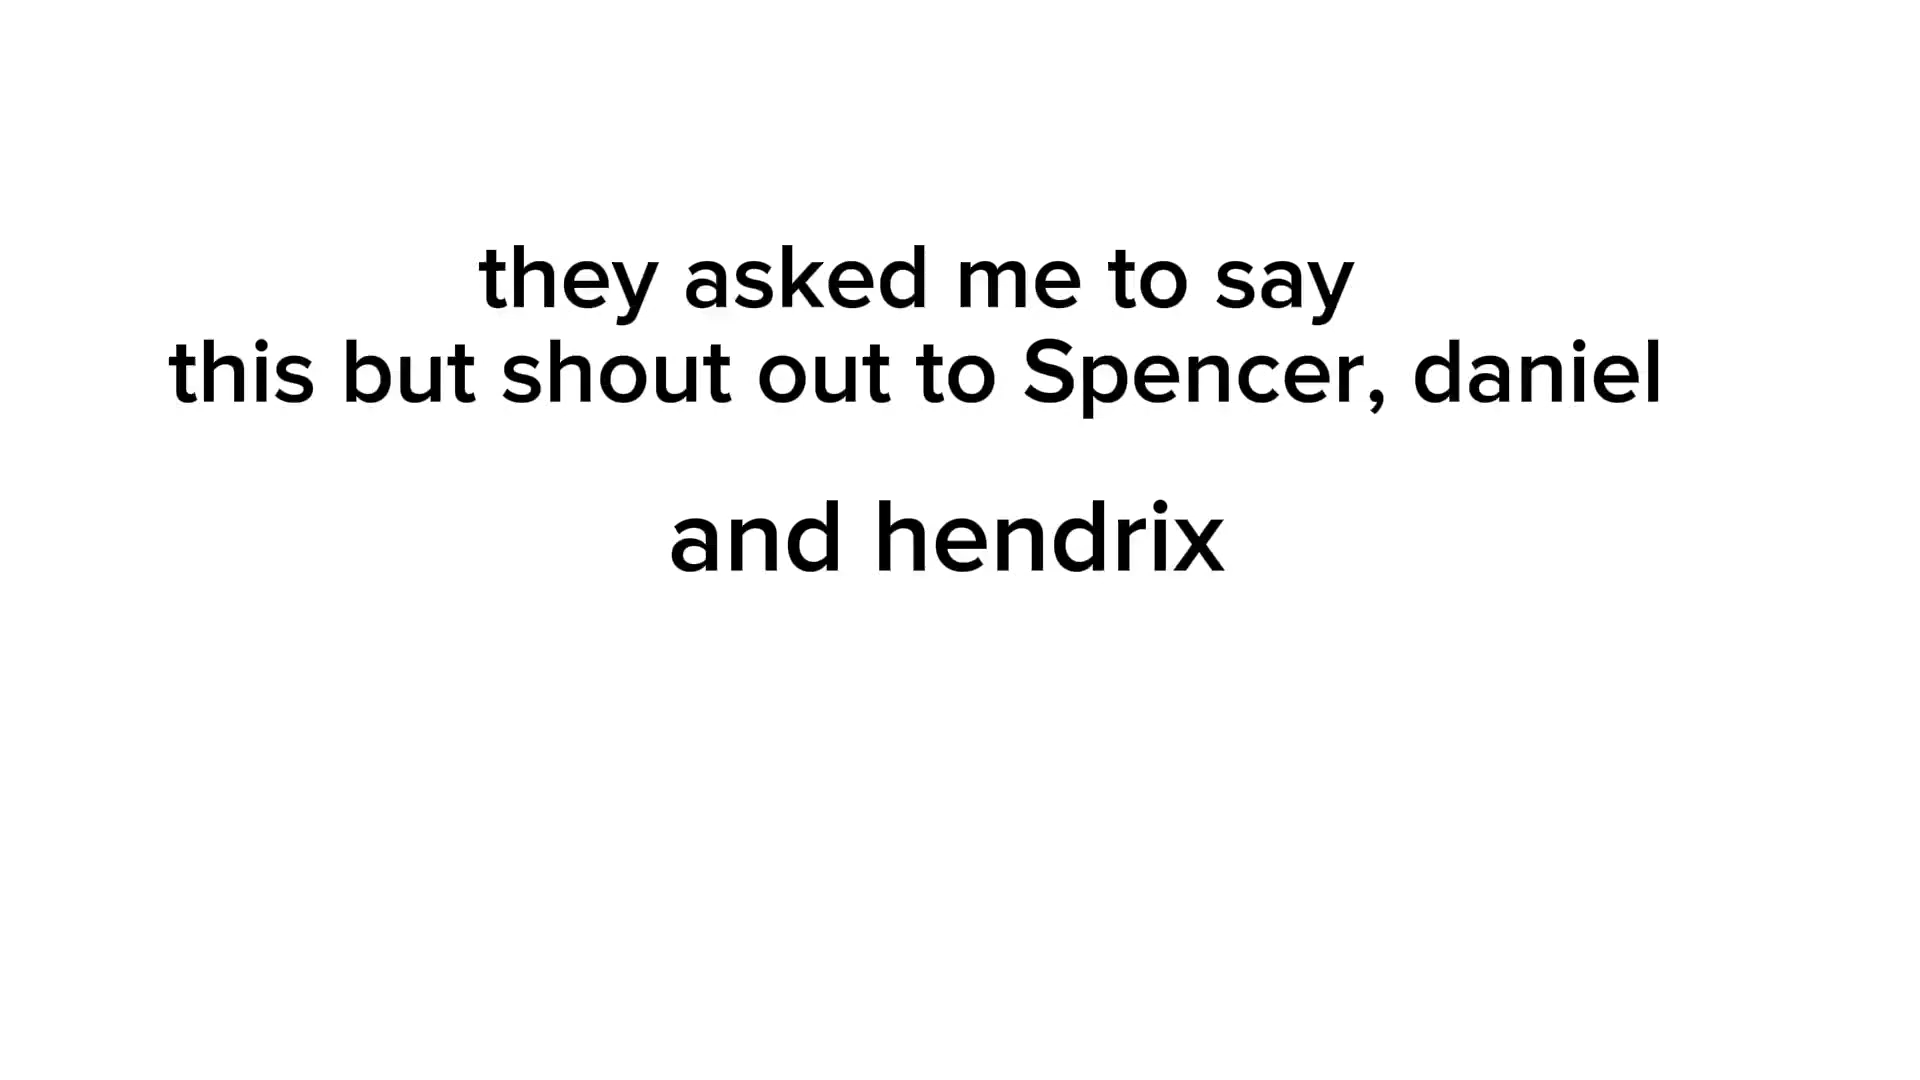 they asked me to say
this but shout out to Spencer, daniel
and hendrix